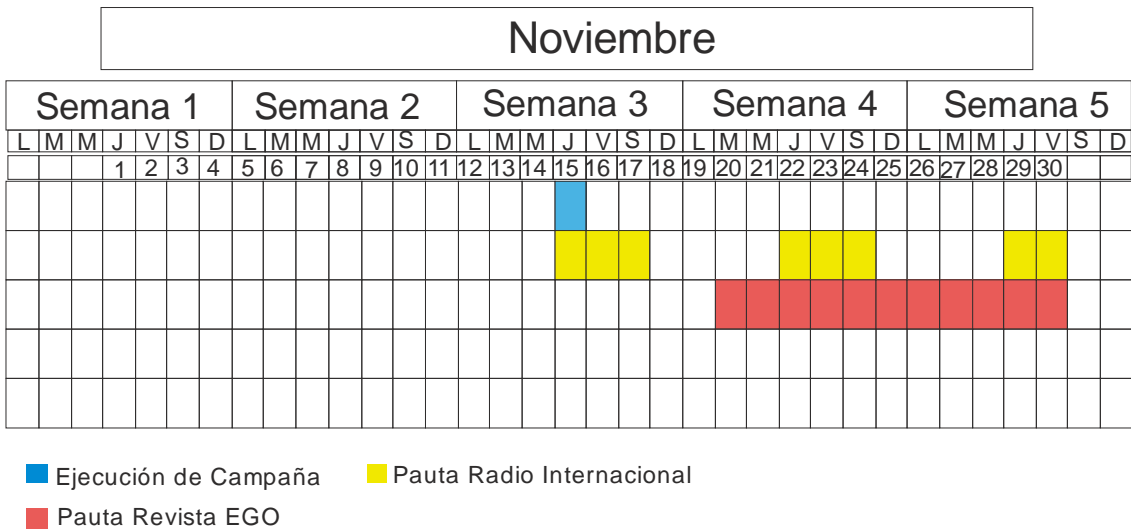 Noviembre
Semana 1 Semana 2 Semana 3 Semana 4 Semana 5
L M M J V S D L M M J V S D L M M J V S D L M M J V S D L M M J V S D
1 2 3 4 5 6 7 8 9 10 11 12 13 14 15 16 17 18 19 20 21 22 23 24 25 26 27 28 29 30
Ejecución de Campaña Pauta Radio Internacional
Pauta Revista EGO